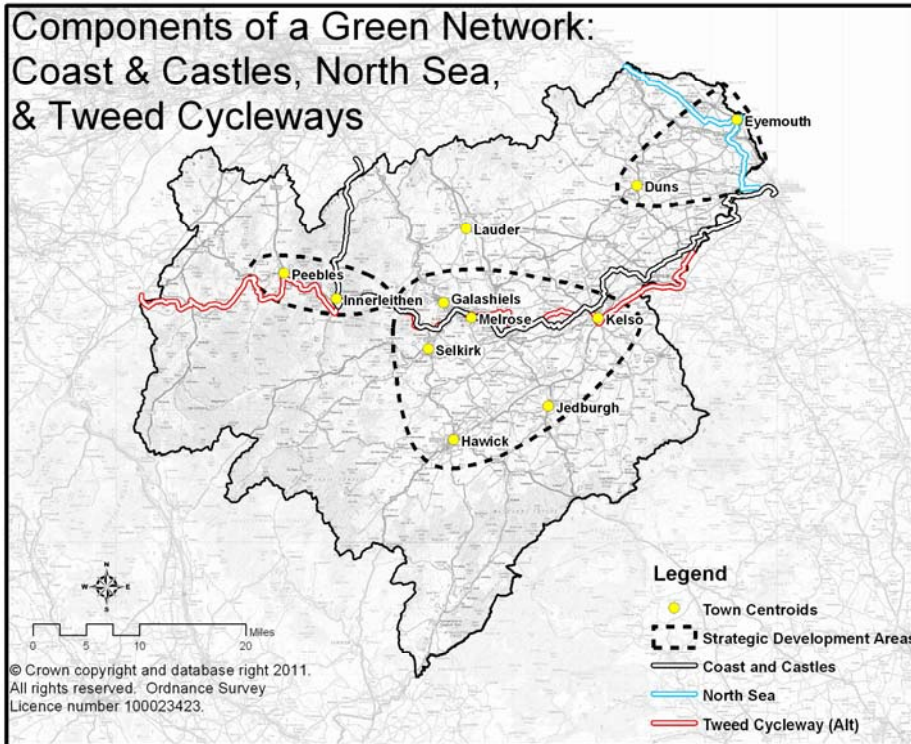 Components of a Green Network:
Coast & Castles, North Sea,
& Tweed Cycleways
Eyemouth
Duns
Lauder
Peebles
Innerleithen
Galashiels
Melrose
Kelso
Selkirk
Jedburgh
Hawick
N
W E
S
0 5 10 20
Miles
© Crown copyright and database right 2011.
All rights reserved. Ordnance Survey
Licence number 100023423.
Legend
Town Centroids
Strategic Development Areas
Coast and Castles
North Sea
Tweed Cycleway (Alt)